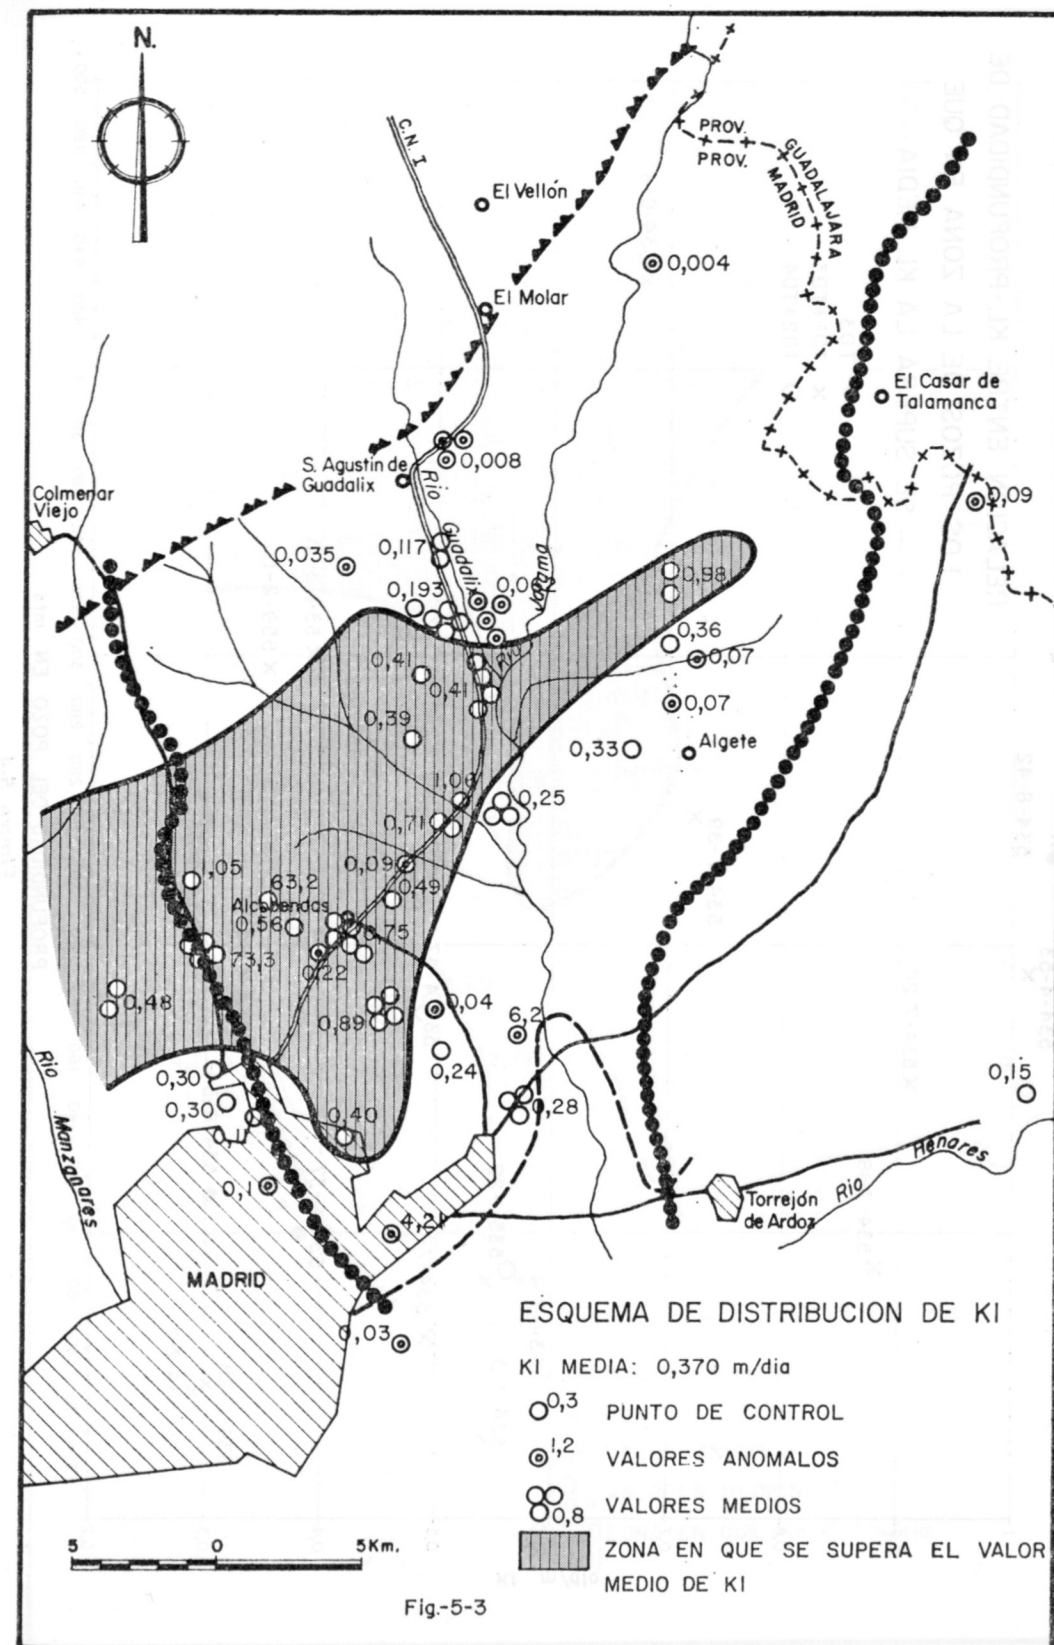 N.
C.N. I
PROV. GUADALAJARA
PROV. MADRID
El Vellón
0,004
El Molar
El Casar de
Talamanca
0,008
S. Agustín de
Guadalix
Río Guadalix
Colmenar
Viejo
0,09
0,117
0,035
Jarama
0,98
0,193
0,062
0,36
Río
0,41
0,07
0,41
0,07
0,39
0,33
Algete
1,06
0,25
0,71
0,09
1,05
63,2
0,49
Alcobendas
0,56
0,75
73,3
0,22
0,48
0,04
0,89
6,2
0,24
0,30
0,15
0,30
0,28
0,40
Río Manzanares
Río Henares
0,1
Torrejón
de Ardoz
4,21
MADRID
0,03
ESQUEMA DE DISTRIBUCION DE KI
KI MEDIA: 0,370 m/dia
0,3 PUNTO DE CONTROL
1,2 VALORES ANOMALOS
0,8 VALORES MEDIOS
ZONA EN QUE SE SUPERA EL VALOR
MEDIO DE KI
5 0 5 Km.
Fig.-5-3